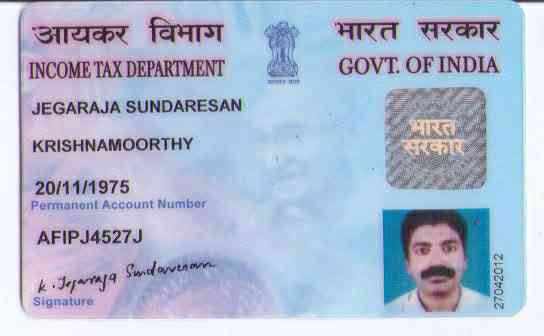 आयकर विभाग
भारत सरकार
INCOME TAX DEPARTMENT
GOVT. OF INDIA
JEGARAJA SUNDARESAN
KRISHNAMOORTHY
भारत
सरकार
20/11/1975
Permanent Account Number
AFIPJ4527J
K. Jegaraja Sundaresan
Signature
27042012